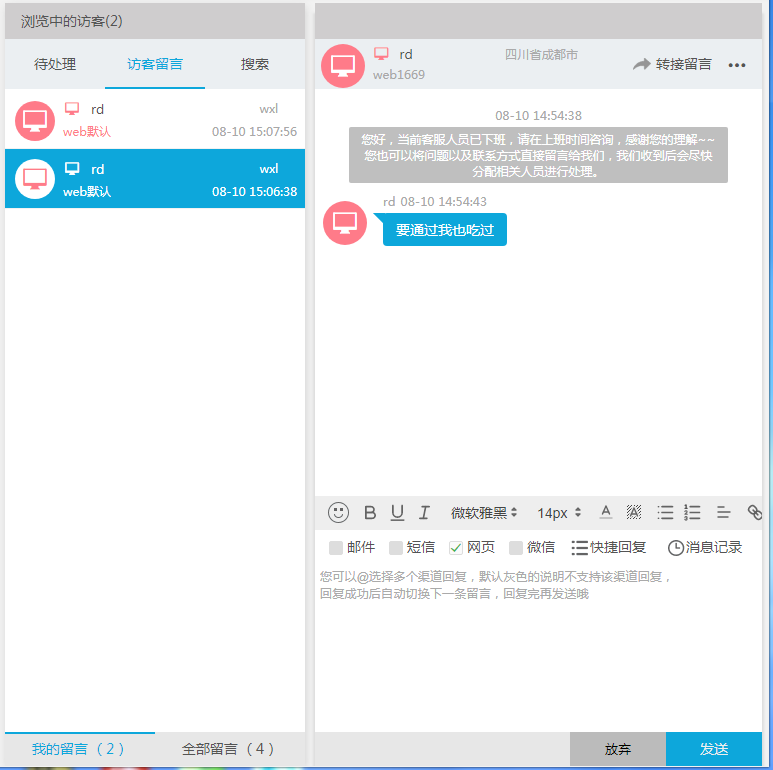 浏览中的访客(2)
待处理
访客留言
搜索
rd
wxl
web默认
08-10 15:07:56
rd
wxl
web默认
08-10 15:06:38
我的留言（2）
全部留言（4）
rd
四川省成都市
转接留言
web1669
08-10 14:54:38
您好，当前客服人员已下班，请在上班时间咨询，感谢您的理解~~
您也可以将问题以及联系方式直接留言给我们，我们收到后会尽快
分配相关人员进行处理。
rd 08-10 14:54:43
要通过我也吃过
B U I 微软雅黑 14px A A
邮件 短信 网页 微信 快捷回复 消息记录
您可以@选择多个渠道回复，默认灰色的说明不支持该渠道回复，
回复成功后自动切换下一条留言，回复完再发送哦
放弃
发送